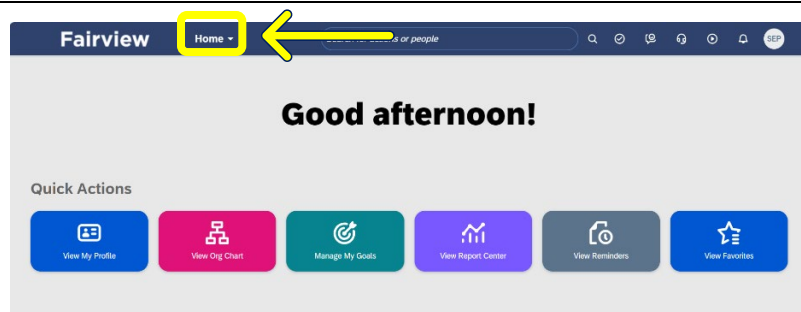 Fairview Home or people SEP
Good afternoon!
Quick Actions
View My Profile View Org Chart Manage My Goals View Report Center View Reminders View Favorites